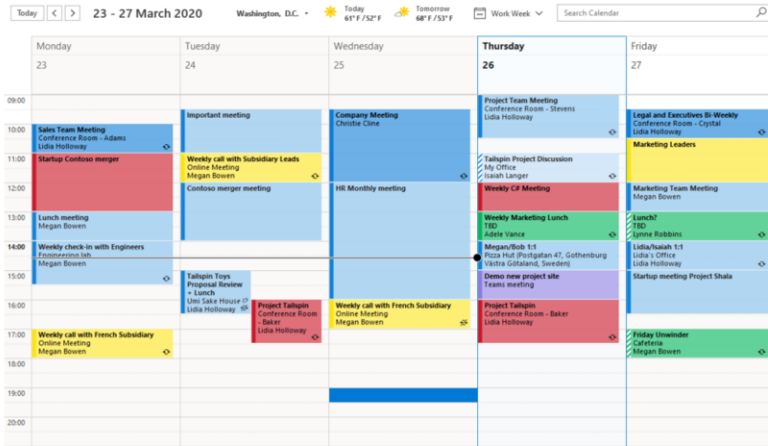 Today
23 - 27 March 2020
Washington, D.C.
Today
61° F /52° F
Tomorrow
68° F /53° F
Work Week
Search Calendar
Monday
Tuesday
Wednesday
Thursday
Friday
23
24
25
26
27
09:00
10:00
11:00
12:00
13:00
14:00
15:00
16:00
17:00
18:00
19:00
20:00
Sales Team Meeting
Conference Room - Adams
Lidia Holloway
Startup Contoso merger
Lunch meeting
Megan Bowen
Weekly check-in with Engineers
Engineering lab
Megan Bowen
Weekly call with French Subsidiary
Online Meeting
Megan Bowen
Important meeting
Weekly call with Subsidiary Leads
Online Meeting
Megan Bowen
Contoso merger meeting
Tailspin Toys
Proposal Review
+ Lunch
Umi Sake House
Lidia Holloway
Project Tailspin
Conference Room
- Baker
Lidia Holloway
Company Meeting
Christie Cline
HR Monthly meeting
Weekly call with French Subsidiary
Online Meeting
Megan Bowen
Project Team Meeting
Conference Room - Stevens
Lidia Holloway
Tailspin Project Discussion
My Office
Isaiah Langer
Weekly C# Meeting
Weekly Marketing Lunch
TBD
Adele Vance
Megan/Bob 1:1
Pizza Hut (Postgatan 47, Gothenburg
Västra Götaland, Sweden)
Demo new project site
Teams meeting
Project Tailspin
Conference Room - Baker
Lidia Holloway
Legal and Executives Bi-Weekly
Conference Room - Crystal
Lidia Holloway
Marketing Leaders
Marketing Team Meeting
Megan Bowen
Lunch?
TBD
Lynne Robbins
Lidia/Isaiah 1:1
Lidia's Office
Lidia Holloway
Startup meeting Project Shala
Friday Unwinder
Cafeteria
Megan Bowen